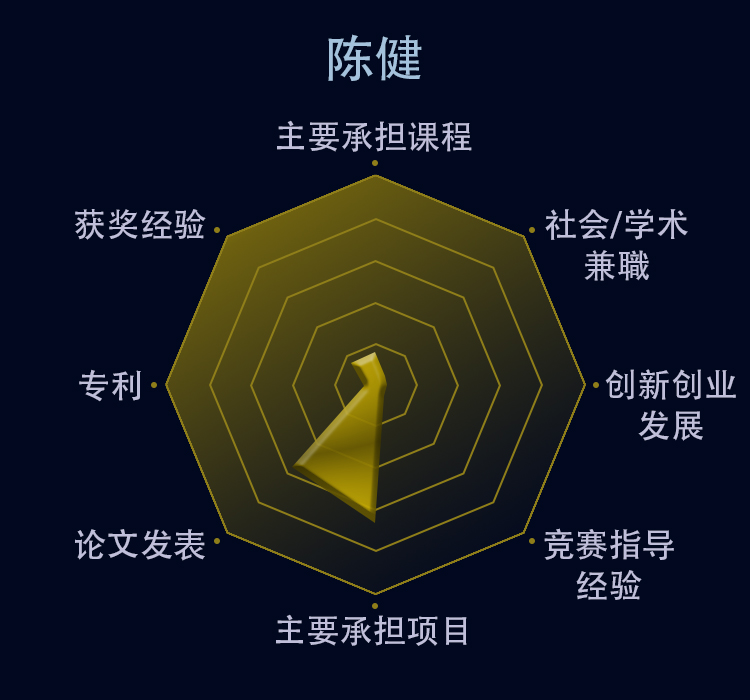 陈健
主要承担课程
获奖经验
社会/学术
兼職
专利
创新创业
发展
论文发表
竞赛指导
经验
主要承担项目